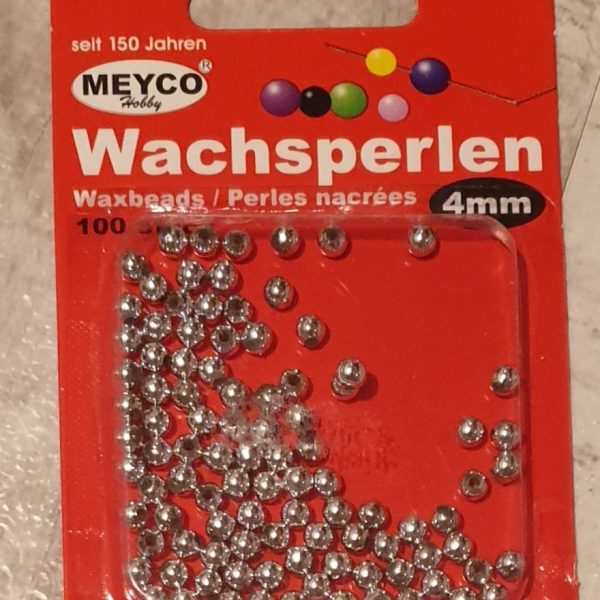 seit 150 Jahren
MEYCO ®
Hobby
Wachsperlen
Waxbeads / Perles nacrées
4mm
100